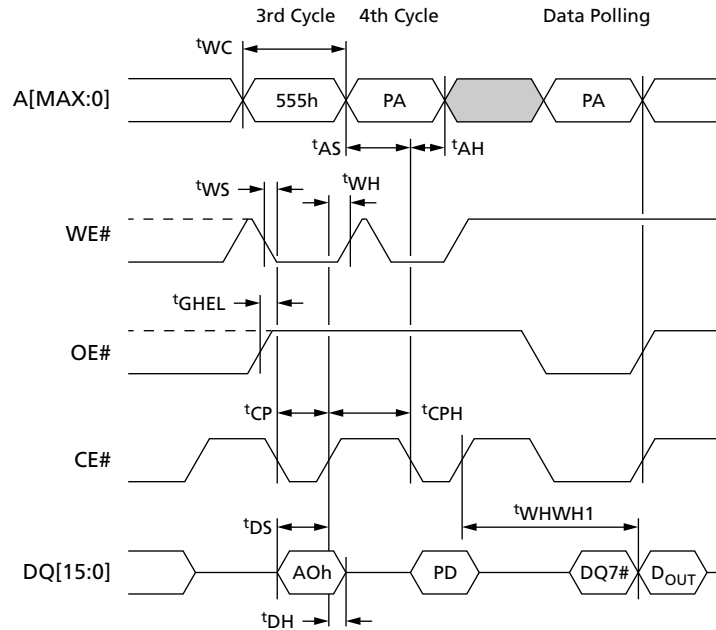 3rd Cycle 4th Cycle Data Polling
tWC
A[MAX:0] 555h PA PA
tAS tAH
tWS tWH
WE#
tGHEL
OE#
tCP tCPH
CE#
tWHWH1
tDS
DQ[15:0] AOh PD DQ7# DOUT
tDH